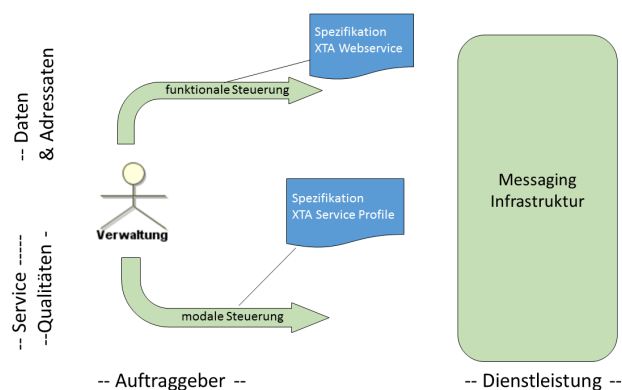 Spezifikation
XTA Webservice
funktionale Steuerung
-- Daten
& Adressaten
Verwaltung
Spezifikation
XTA Service Profile
Messaging
Infrastruktur
-- Service -----
--Qualitäten -
modale Steuerung
-- Auftraggeber --
-- Dienstleistung --